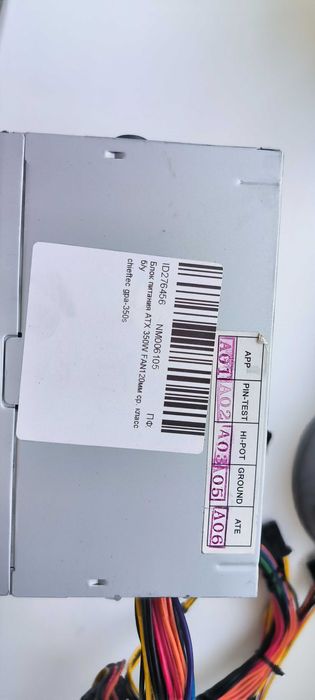 ID276456 NM006105 ПФ
Блок питания ATX 350W FAN120мм ср. класс
б/у
chieftec gpa-350s
APP PIN-TEST HI-POT GROUND ATE
A01 A02 A03 A05 A06